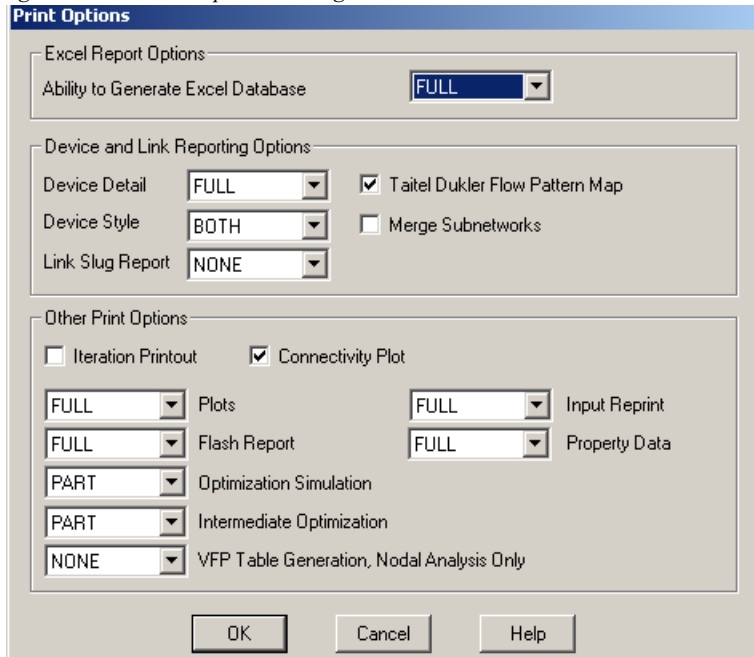 Print Options
Excel Report Options
Ability to Generate Excel Database FULL
Device and Link Reporting Options
Device Detail FULL Taitel Dukler Flow Pattern Map
Device Style BOTH Merge Subnetworks
Link Slug Report NONE
Other Print Options
Iteration Printout Connectivity Plot
FULL Plots FULL Input Reprint
FULL Flash Report FULL Property Data
PART Optimization Simulation
PART Intermediate Optimization
NONE VFP Table Generation, Nodal Analysis Only
OK Cancel Help